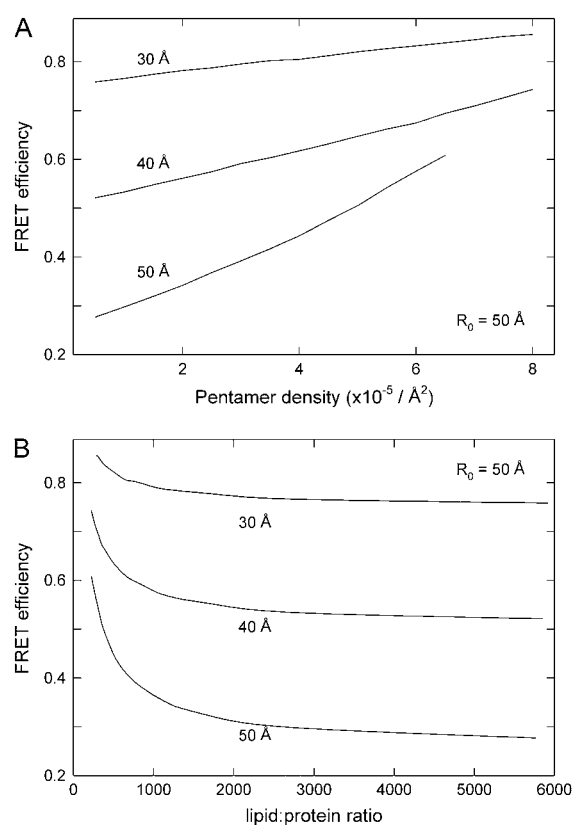 A
0.8
0.6
0.4
0.2
FRET efficiency
30 Å
40 Å
50 Å
R₀ = 50 Å
2
4
6
8
Pentamer density (x10⁻⁵ / Å²)
B
0.8
0.6
0.4
0.2
FRET efficiency
R₀ = 50 Å
30 Å
40 Å
50 Å
0
1000
2000
3000
4000
5000
6000
lipid:protein ratio